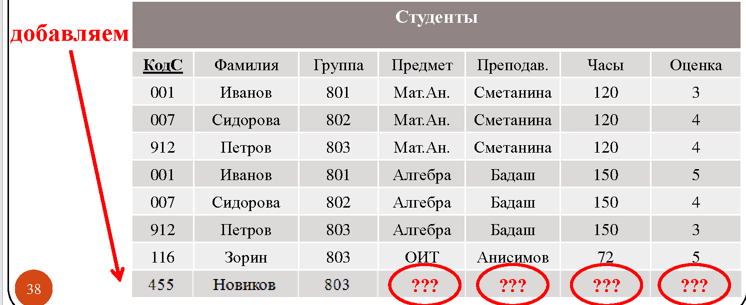 Студенты
добавляем
КодС Фамилия Группа Предмет Преподав. Часы Оценка
001 Иванов 801 Мат.Ан. Сметанина 120 3
007 Сидорова 802 Мат.Ан. Сметанина 120 4
912 Петров 803 Мат.Ан. Сметанина 120 4
001 Иванов 801 Алгебра Бадаш 150 5
007 Сидорова 802 Алгебра Бадаш 150 4
912 Петров 803 Алгебра Бадаш 150 3
116 Зорин 803 ОИТ Анисимов 72 5
455 Новиков 803 ??? ??? ??? ???
38